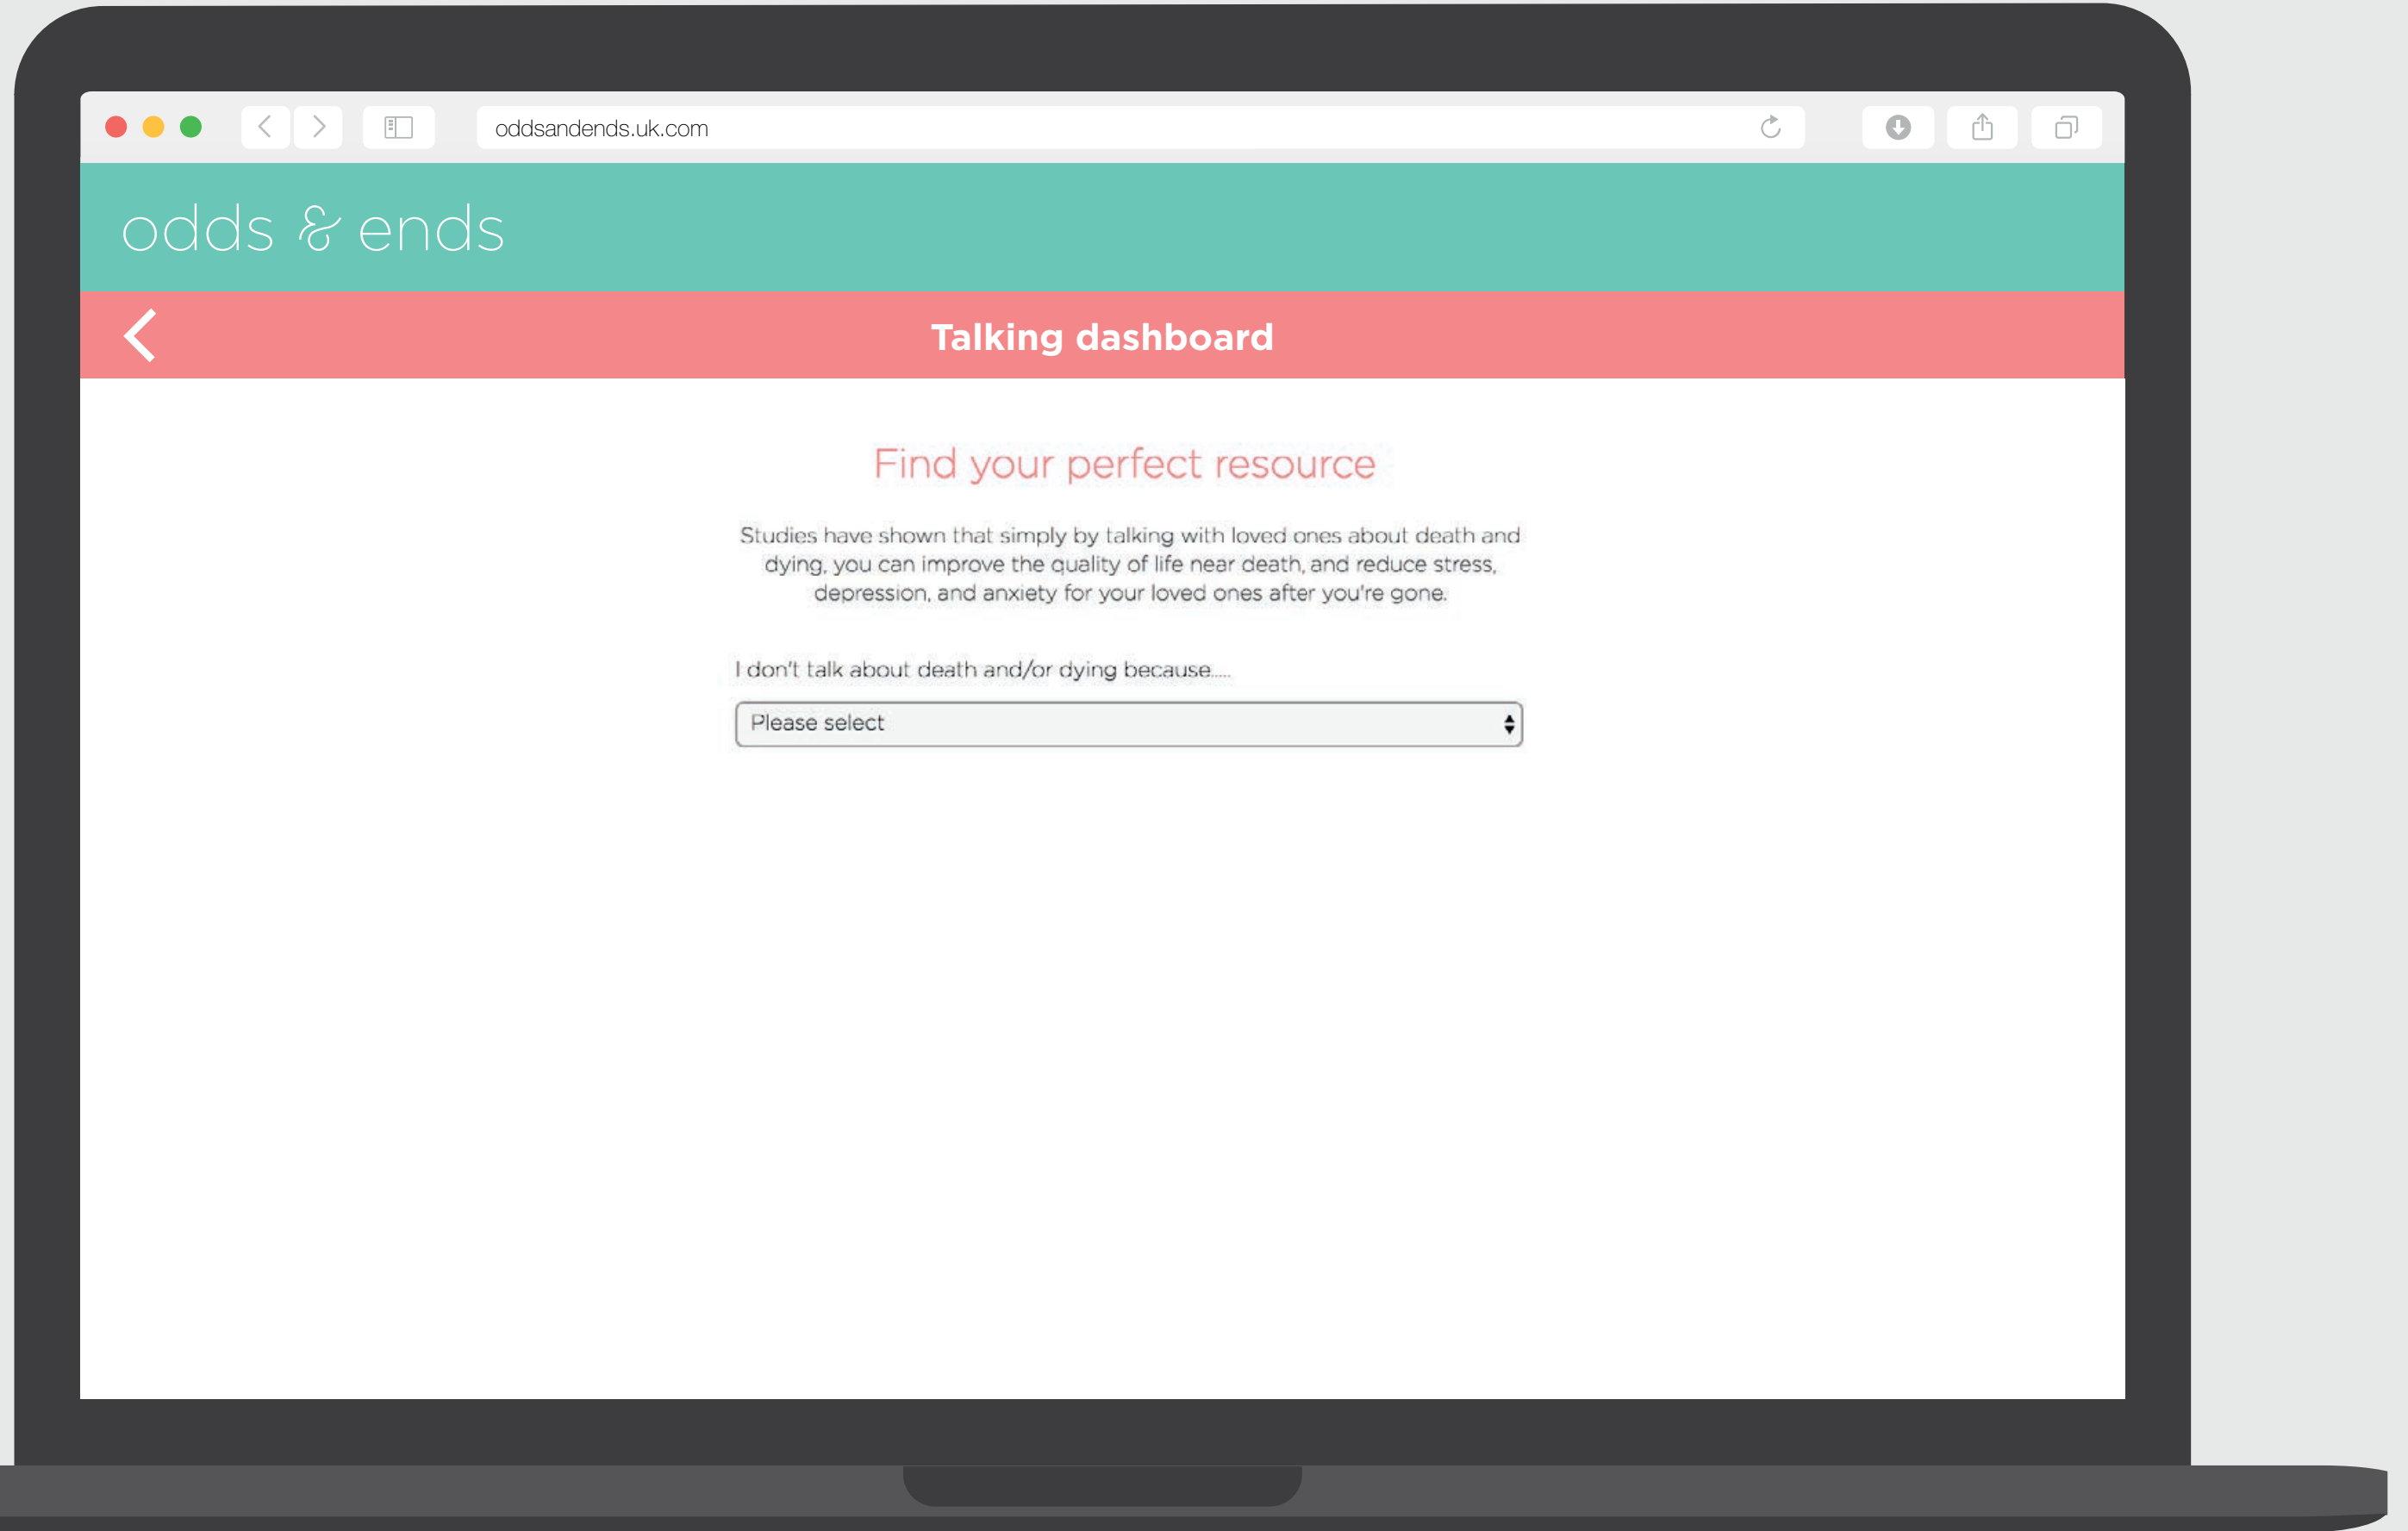 oddsandends.uk.com
odds & ends
Talking dashboard
Find your perfect resource
Studies have shown that simply by talking with loved ones about death and
dying, you can improve the quality of life near death, and reduce stress,
depression, and anxiety for your loved ones after you're gone.
I don't talk about death and/or dying because.....
Please select